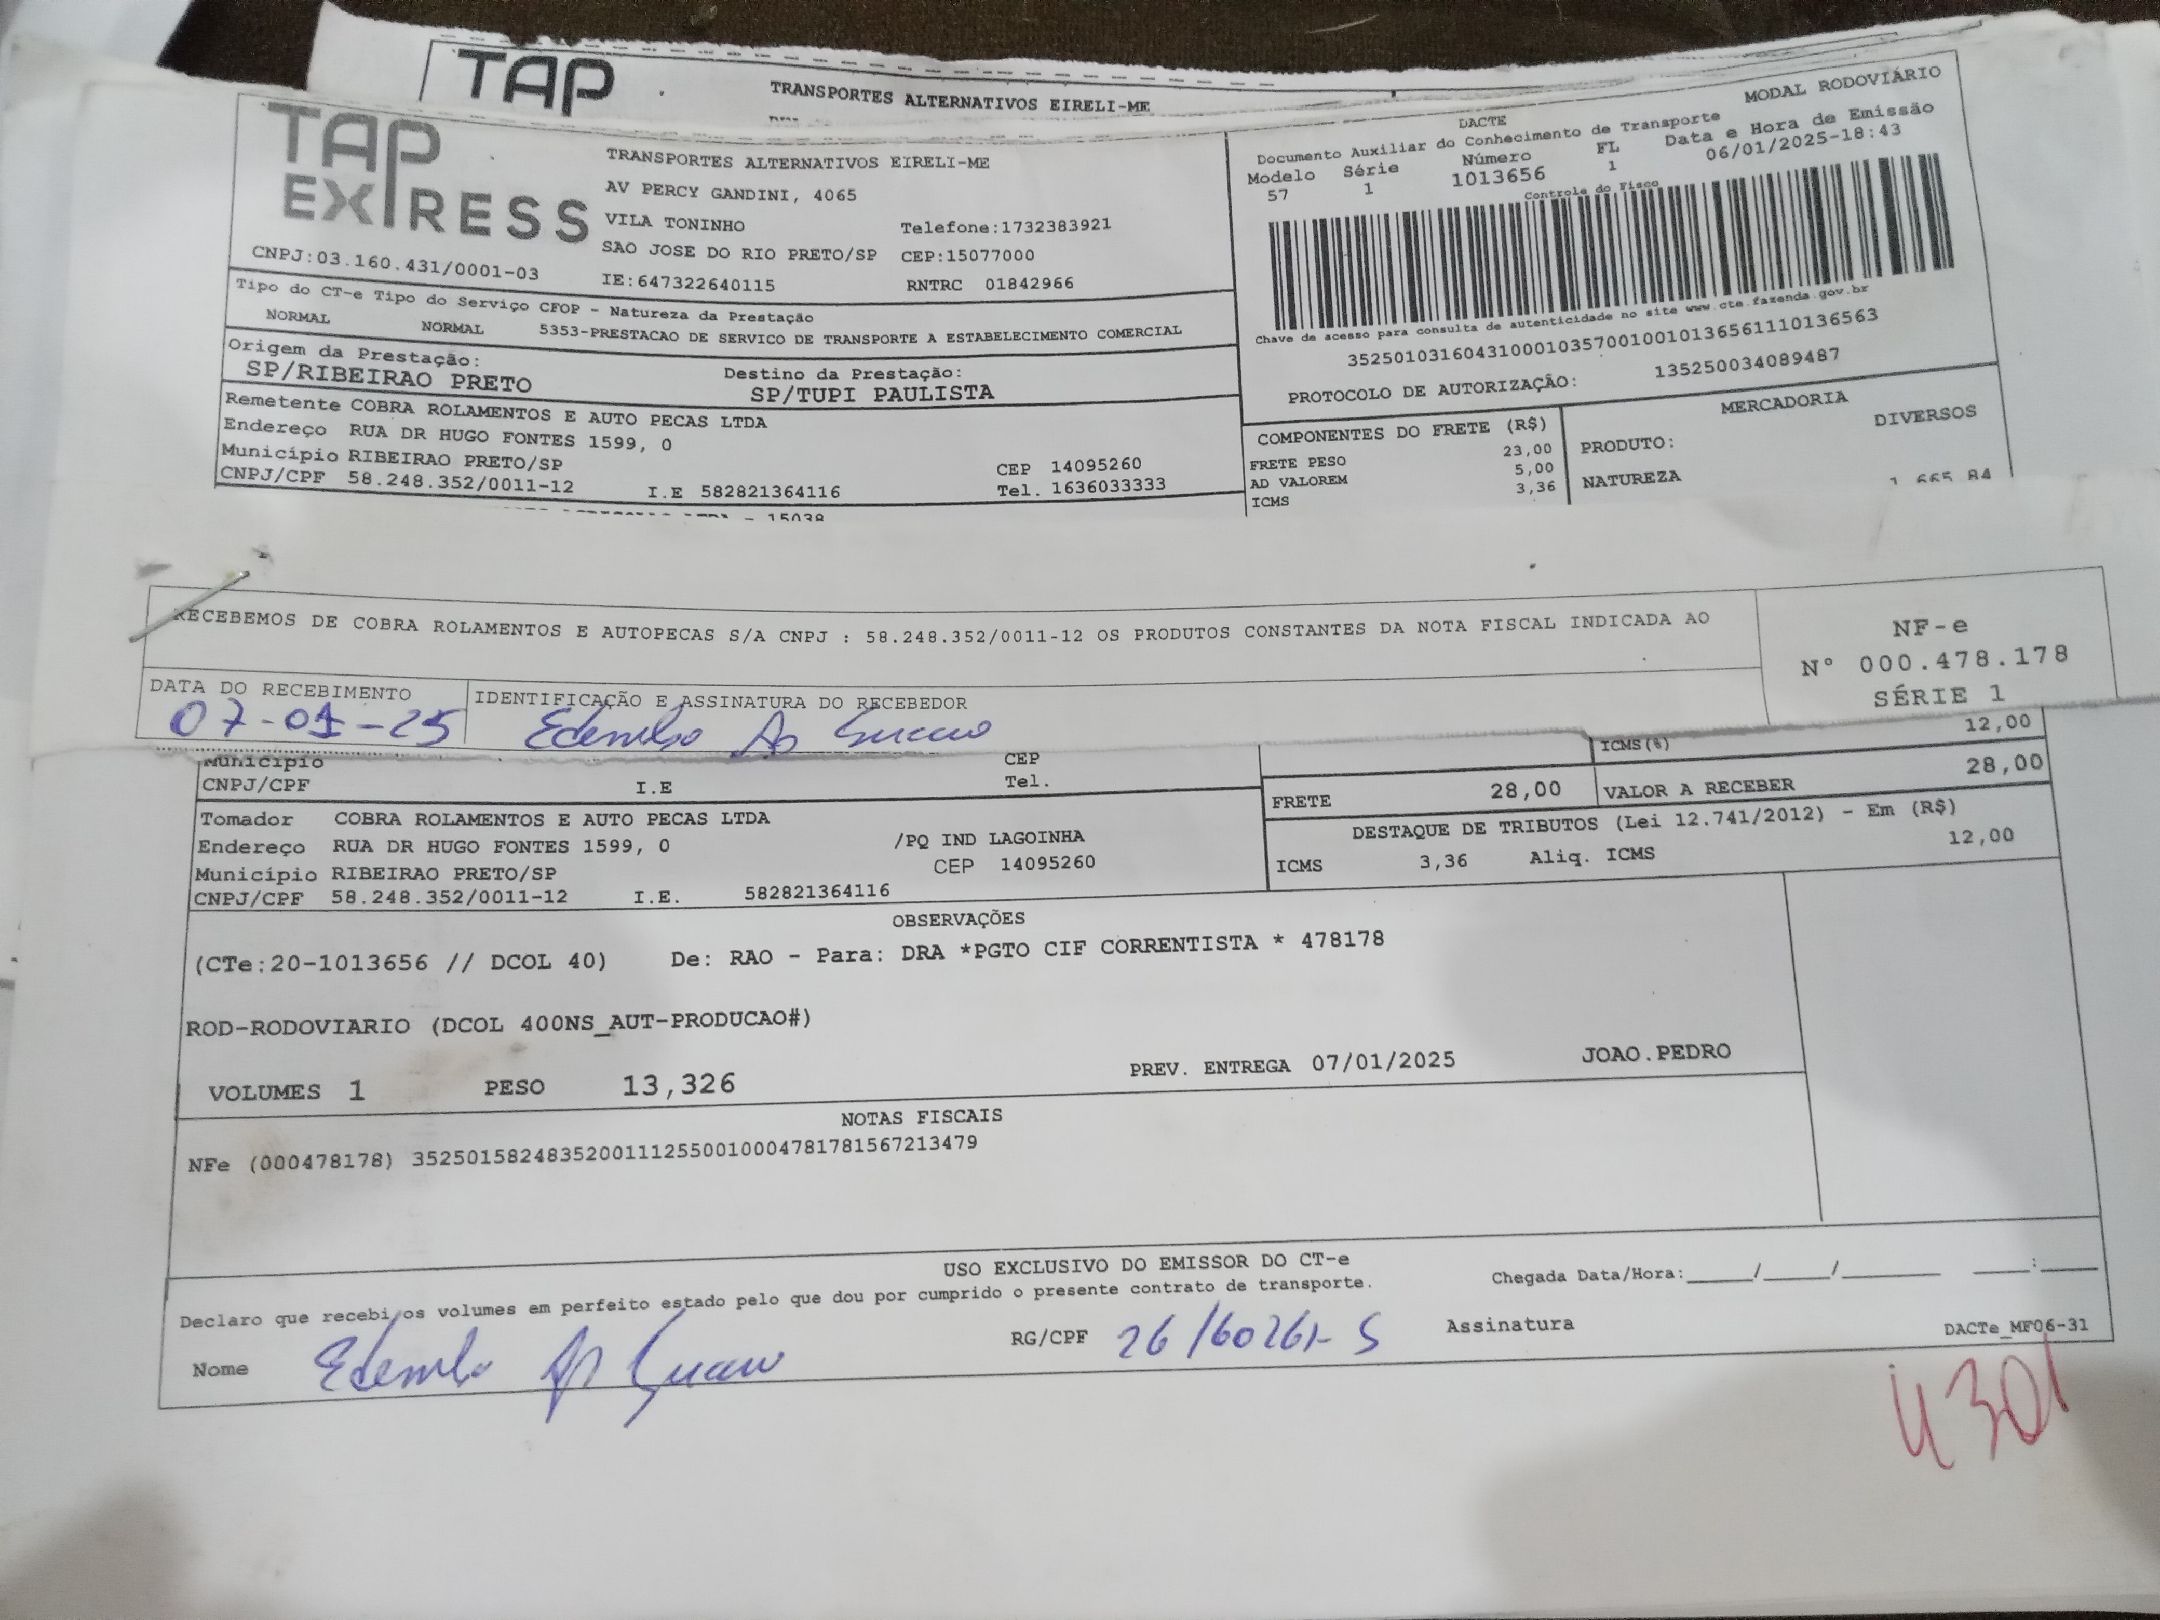 TAP
TRANSPORTES ALTERNATIVOS EIRELI-ME
TAP
EXPRESS
CNPJ:03.160.431/0001-03
TRANSPORTES ALTERNATIVOS EIRELI-ME
AV PERCY GANDINI, 4065
VILA TONINHO Telefone:1732383921
SAO JOSE DO RIO PRETO/SP CEP:15077000
IE:647322640115 RNTRC 01842966
MODAL RODOVIÁRIO
DACTE
Documento Auxiliar do Conhecimento de Transporte
Modelo Série Número FL Data e Hora de Emissão
57 1 1013656 1 06/01/2025-18:43
Controle do Fisco
Chave de acesso para consulta de autenticidade no site www.cte.fazenda.gov.br
35250103160431000103570010010136561110136563
PROTOCOLO DE AUTORIZAÇÃO: 135250034089487
Tipo do CT-e Tipo do Serviço CFOP - Natureza da Prestação
NORMAL NORMAL 5353-PRESTACAO DE SERVICO DE TRANSPORTE A ESTABELECIMENTO COMERCIAL
Origem da Prestação: Destino da Prestação:
SP/RIBEIRAO PRETO SP/TUPI PAULISTA
Remetente COBRA ROLAMENTOS E AUTO PECAS LTDA
Endereço RUA DR HUGO FONTES 1599, 0
Município RIBEIRAO PRETO/SP CEP 14095260
CNPJ/CPF 58.248.352/0011-12 I.E 582821364116 Tel. 1636033333
COMPONENTES DO FRETE (R$)
FRETE PESO 23,00
AD VALOREM 5,00
ICMS 3,36
MERCADORIA
PRODUTO: DIVERSOS
NATUREZA
1.665,84
- 15038
RECEBEMOS DE COBRA ROLAMENTOS E AUTOPECAS S/A CNPJ : 58.248.352/0011-12 OS PRODUTOS CONSTANTES DA NOTA FISCAL INDICADA AO
NF-e
Nº 000.478.178
SÉRIE 1
DATA DO RECEBIMENTO IDENTIFICAÇÃO E ASSINATURA DO RECEBEDOR
07-01-25
Município CEP
CNPJ/CPF I.E Tel.
ICMS(%) 12,00
FRETE 28,00 VALOR A RECEBER 28,00
Tomador COBRA ROLAMENTOS E AUTO PECAS LTDA
Endereço RUA DR HUGO FONTES 1599, 0 /PQ IND LAGOINHA
Município RIBEIRAO PRETO/SP CEP 14095260
CNPJ/CPF 58.248.352/0011-12 I.E. 582821364116
DESTAQUE DE TRIBUTOS (Lei 12.741/2012) - Em (R$)
ICMS 3,36 Aliq. ICMS 12,00
OBSERVAÇÕES
(CTe:20-1013656 // DCOL 40) De: RAO - Para: DRA *PGTO CIF CORRENTISTA * 478178
ROD-RODOVIARIO (DCOL 400NS_AUT-PRODUCAO#)
VOLUMES 1 PESO 13,326 PREV. ENTREGA 07/01/2025 JOAO.PEDRO
NOTAS FISCAIS
NFe (000478178) 35250158248352001112550010004781781567213479
USO EXCLUSIVO DO EMISSOR DO CT-e
Declaro que recebi os volumes em perfeito estado pelo que dou por cumprido o presente contrato de transporte.
Chegada Data/Hora:_____/_____/________ ____:____
Nome RG/CPF Assinatura
DACTe_MF06-31